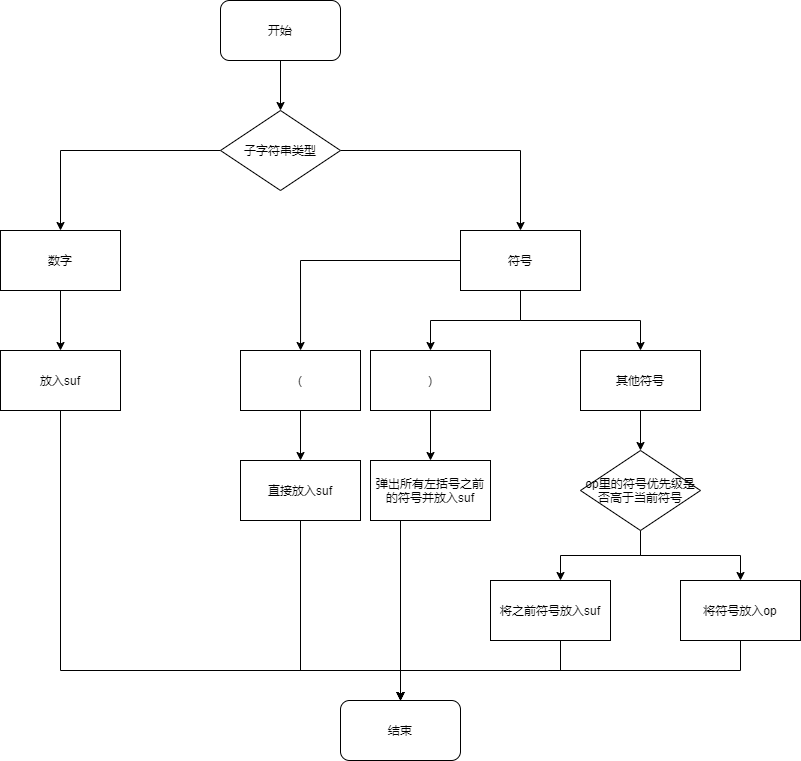 开始
子字符串类型
数字
符号
放入suf
(
)
其他符号
直接放入suf
弹出所有左括号之前
的符号并放入suf
op里的符号优先级是
否高于当前符号
将之前符号放入suf
将符号放入op
结束